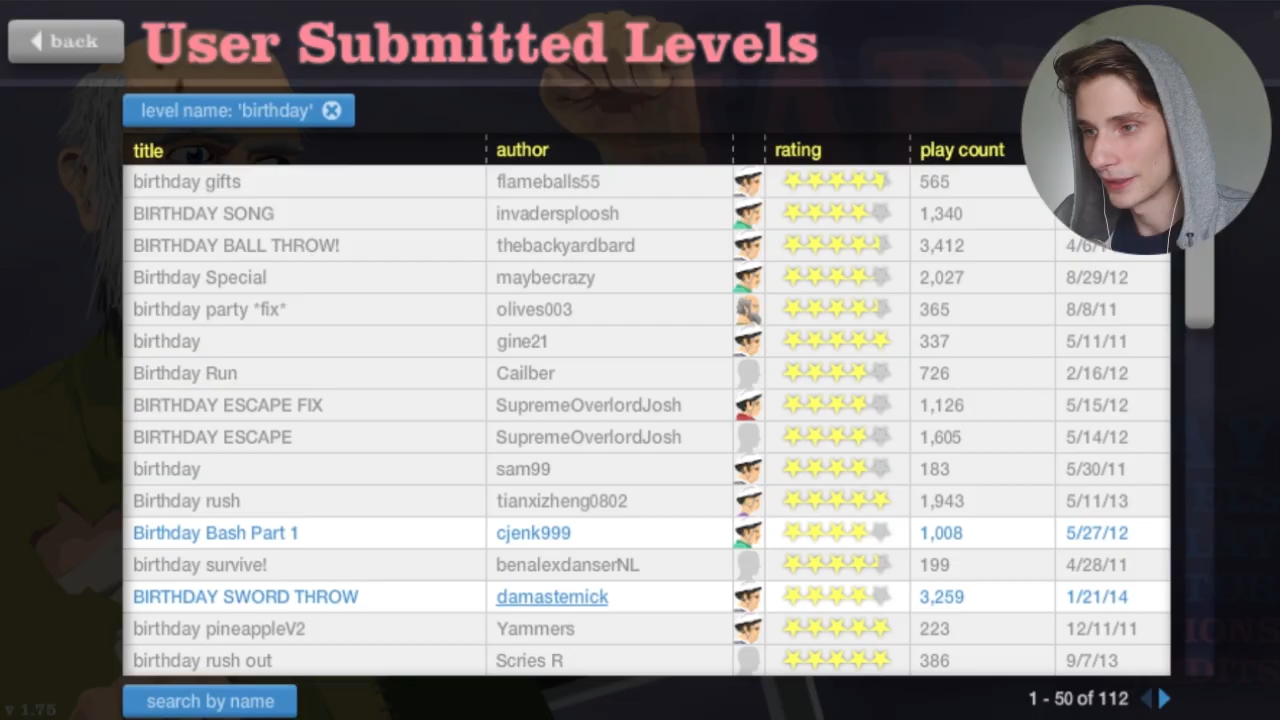 back
User Submitted Levels
level name: 'birthday'
title author rating play count
birthday gifts flameballs55 565
BIRTHDAY SONG invadersploosh 1,340
BIRTHDAY BALL THROW! thebackyardbard 3,412
Birthday Special maybecrazy 2,027 8/29/12
birthday party *fix* olives003 365 8/8/11
birthday gine21 337 5/11/11
Birthday Run Cailber 726 2/16/12
BIRTHDAY ESCAPE FIX SupremeOverlordJosh 1,126 5/15/12
BIRTHDAY ESCAPE SupremeOverlordJosh 1,605 5/14/12
birthday sam99 183 5/30/11
Birthday rush tianxizheng0802 1,943 5/11/13
Birthday Bash Part 1 cjenk999 1,008 5/27/12
birthday survive! benalexdanserNL 199 4/28/11
BIRTHDAY SWORD THROW damasternick 3,259 1/21/14
birthday pineappleV2 Yammers 223 12/11/11
birthday rush out Scries R 386 9/7/13
search by name 1 - 50 of 112
v 1.75